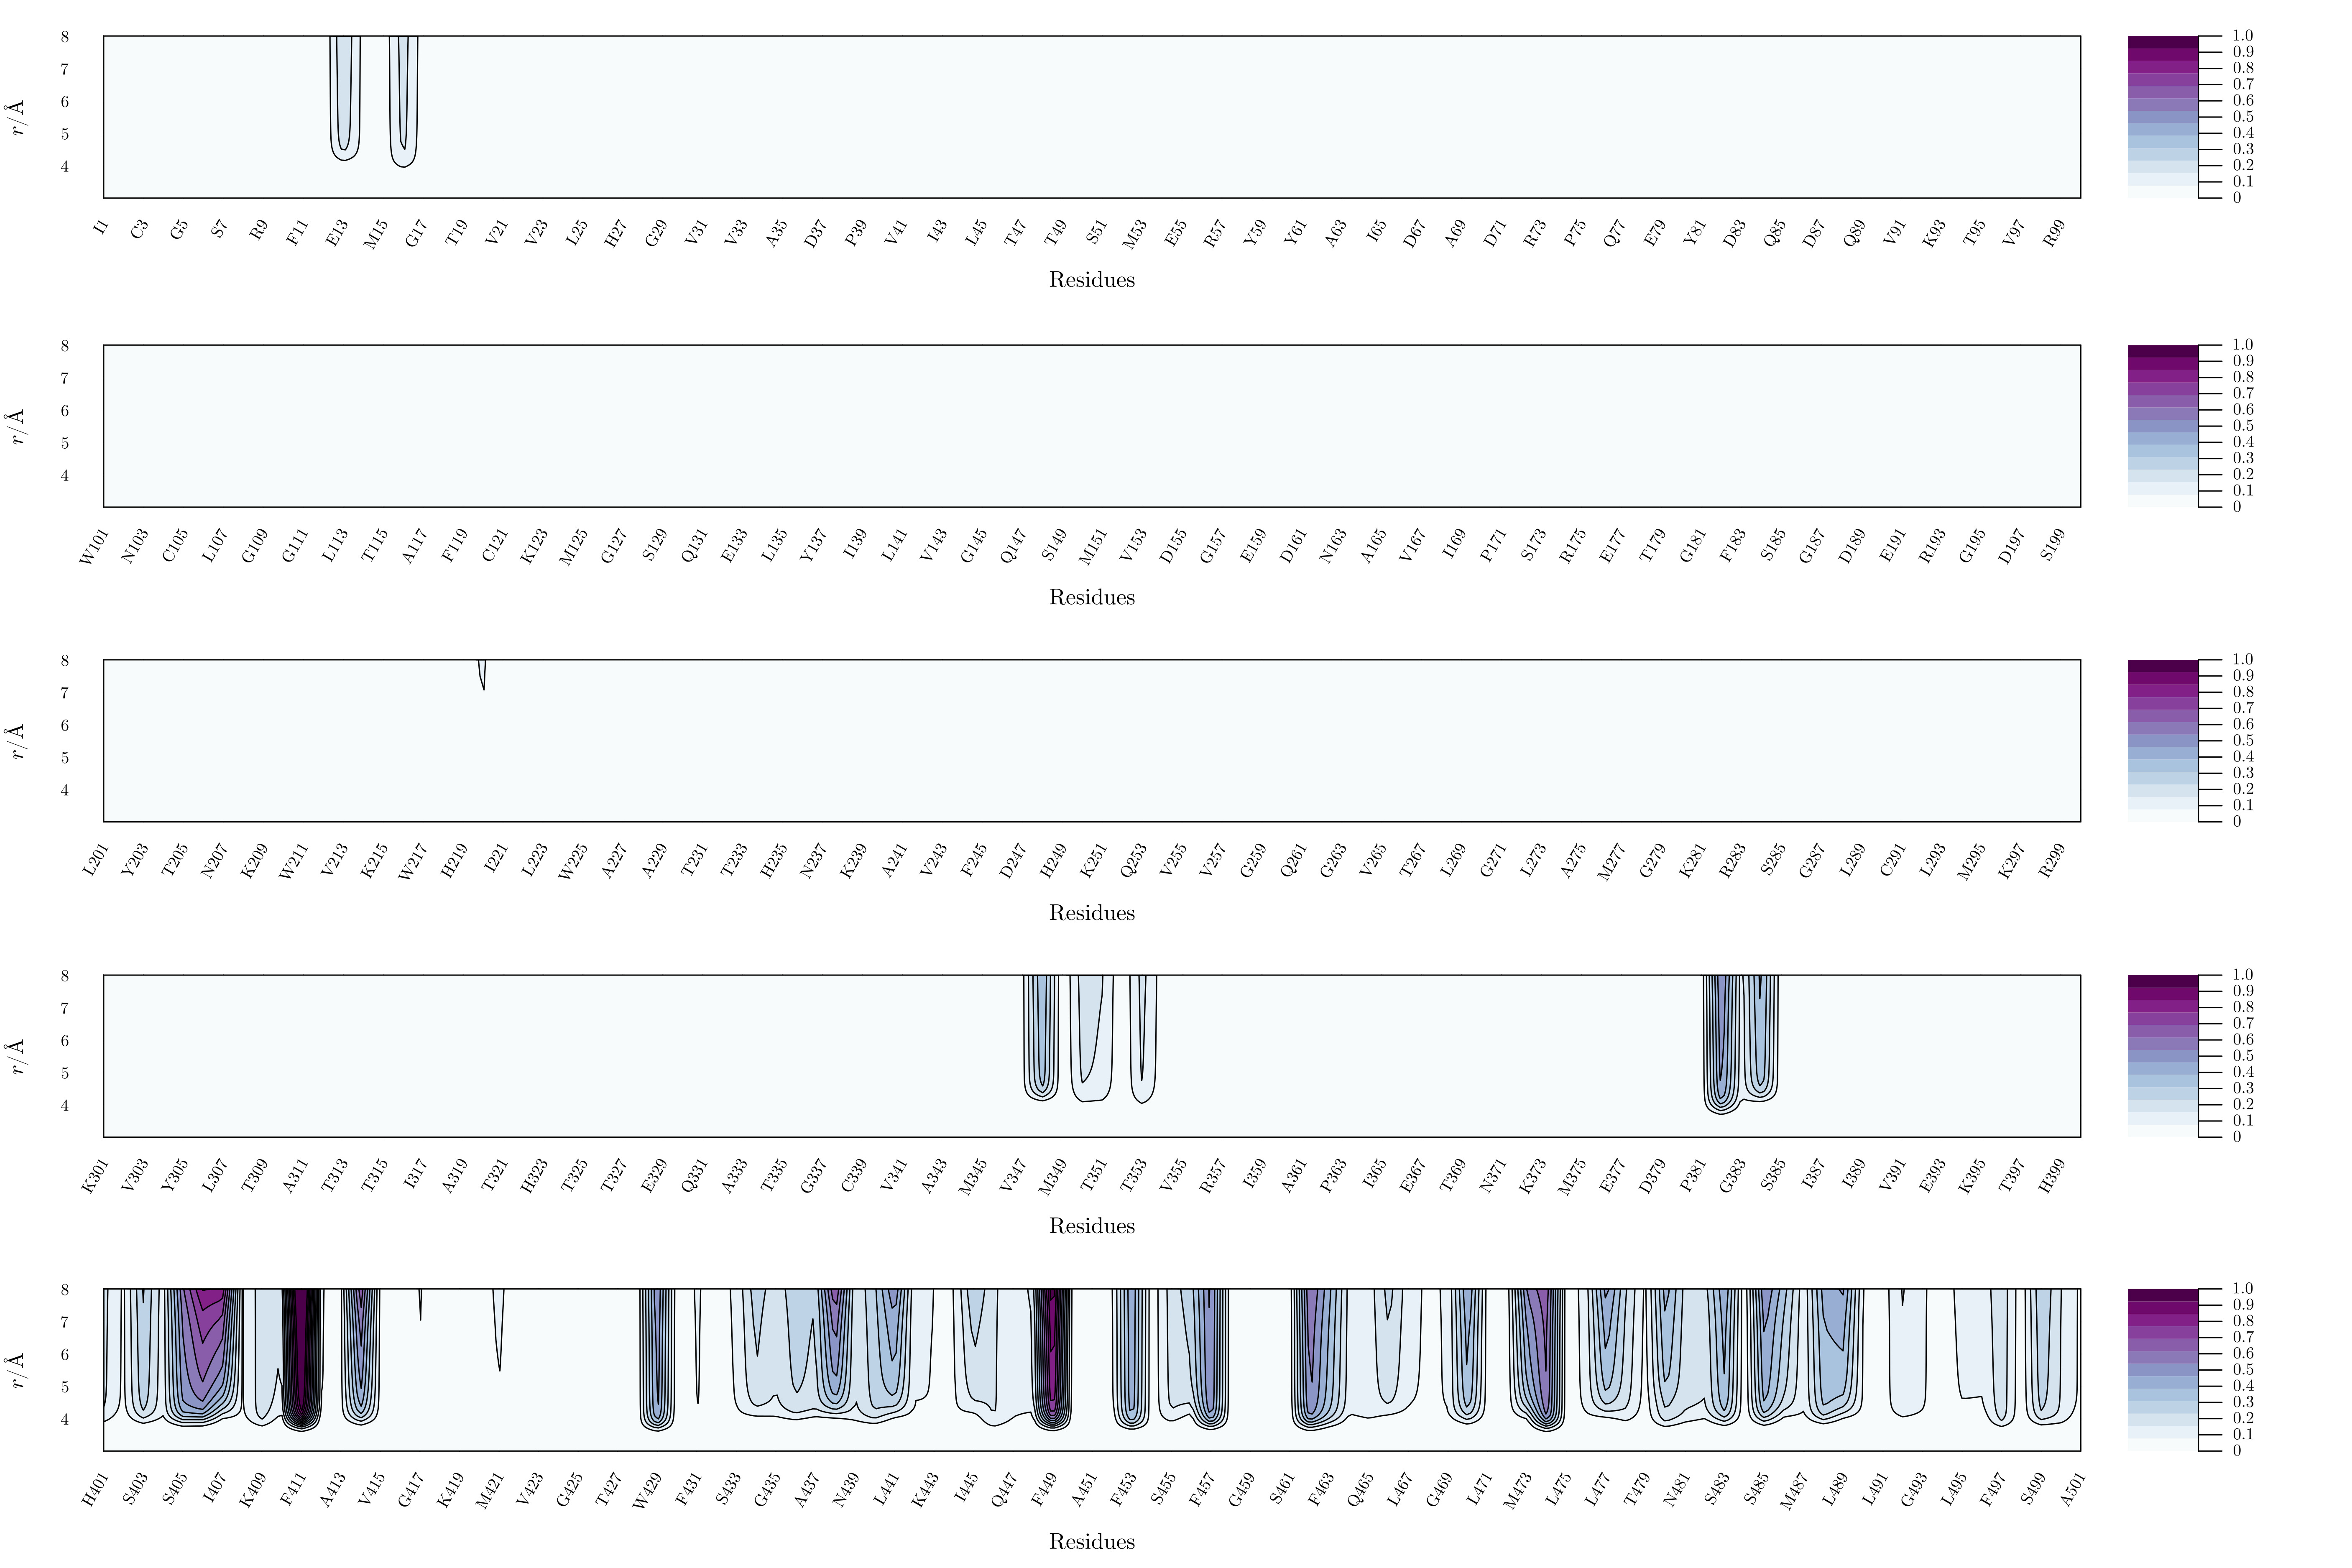 8 7 6 5 4
r/Å
1.0 0.9 0.8 0.7 0.6 0.5 0.4 0.3 0.2 0.1 0
I1 C3 G5 S7 R9 F11 E13 M15 G17 T19 V21 V23 L25 H27 G29 V31 V33 A35 D37 P39 V41 I43 L45 T47 T49 S51 M53 E55 R57 Y59 Y61 A63 I65 D67 A69 D71 R73 P75 Q77 E79 Y81 D83 Q85 D87 Q89 V91 K93 T95 V97 R99
Residues
8 7 6 5 4
r/Å
1.0 0.9 0.8 0.7 0.6 0.5 0.4 0.3 0.2 0.1 0
W101 N103 C105 L107 G109 G111 L113 T115 A117 F119 C121 K123 M125 G127 S129 Q131 E133 L135 Y137 I139 L141 V143 G145 Q147 S149 M151 V153 D155 G157 E159 D161 N163 A165 V167 I169 P171 S173 R175 E177 T179 G181 F183 S185 G187 D189 E191 R193 G195 D197 S199
Residues
8 7 6 5 4
r/Å
1.0 0.9 0.8 0.7 0.6 0.5 0.4 0.3 0.2 0.1 0
L201 Y203 T205 N207 K209 W211 V213 K215 W217 H219 I221 L223 W225 A227 A229 T231 T233 H235 N237 K239 A241 V243 F245 D247 H249 K251 Q253 V255 V257 G259 Q261 G263 V265 T267 L269 G271 L273 A275 M277 G279 K281 R283 S285 G287 L289 C291 L293 M295 K297 R299
Residues
8 7 6 5 4
r/Å
1.0 0.9 0.8 0.7 0.6 0.5 0.4 0.3 0.2 0.1 0
K301 V303 Y305 L307 T309 A311 T313 T315 I317 A319 T321 H323 T325 T327 E329 Q331 A333 T335 G337 C339 V341 A343 M345 V347 M349 T351 T353 V355 R357 I359 A361 P363 I365 E367 T369 N371 K373 M375 E377 D379 P381 G383 S385 I387 I389 V391 E393 K395 T397 H399
Residues
8 7 6 5 4
r/Å
1.0 0.9 0.8 0.7 0.6 0.5 0.4 0.3 0.2 0.1 0
H401 S403 S405 I407 K409 F411 A413 V415 G417 K419 M421 V423 G425 T427 W429 F431 S433 G435 A437 N439 L441 K443 I445 Q447 F449 A451 F453 S455 F457 G459 S461 F463 Q465 L467 G469 L471 M473 L475 L477 T479 N481 S483 S485 M487 L489 L491 G493 L495 F497 S499 A501
Residues